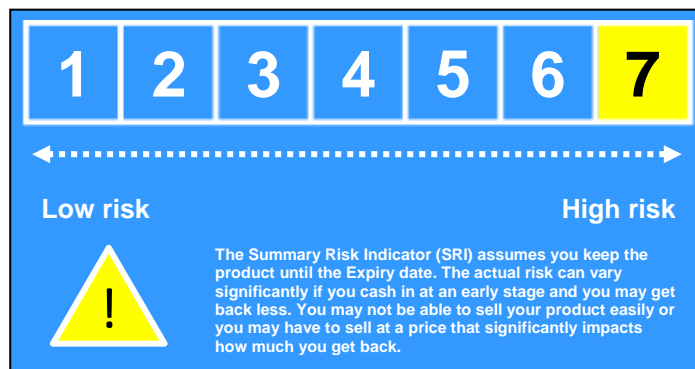 1 2 3 4 5 6 7
Low risk High risk
!
The Summary Risk Indicator (SRI) assumes you keep the
product until the Expiry date. The actual risk can vary
significantly if you cash in at an early stage and you may get
back less. You may not be able to sell your product easily or
you may have to sell at a price that significantly impacts
how much you get back.